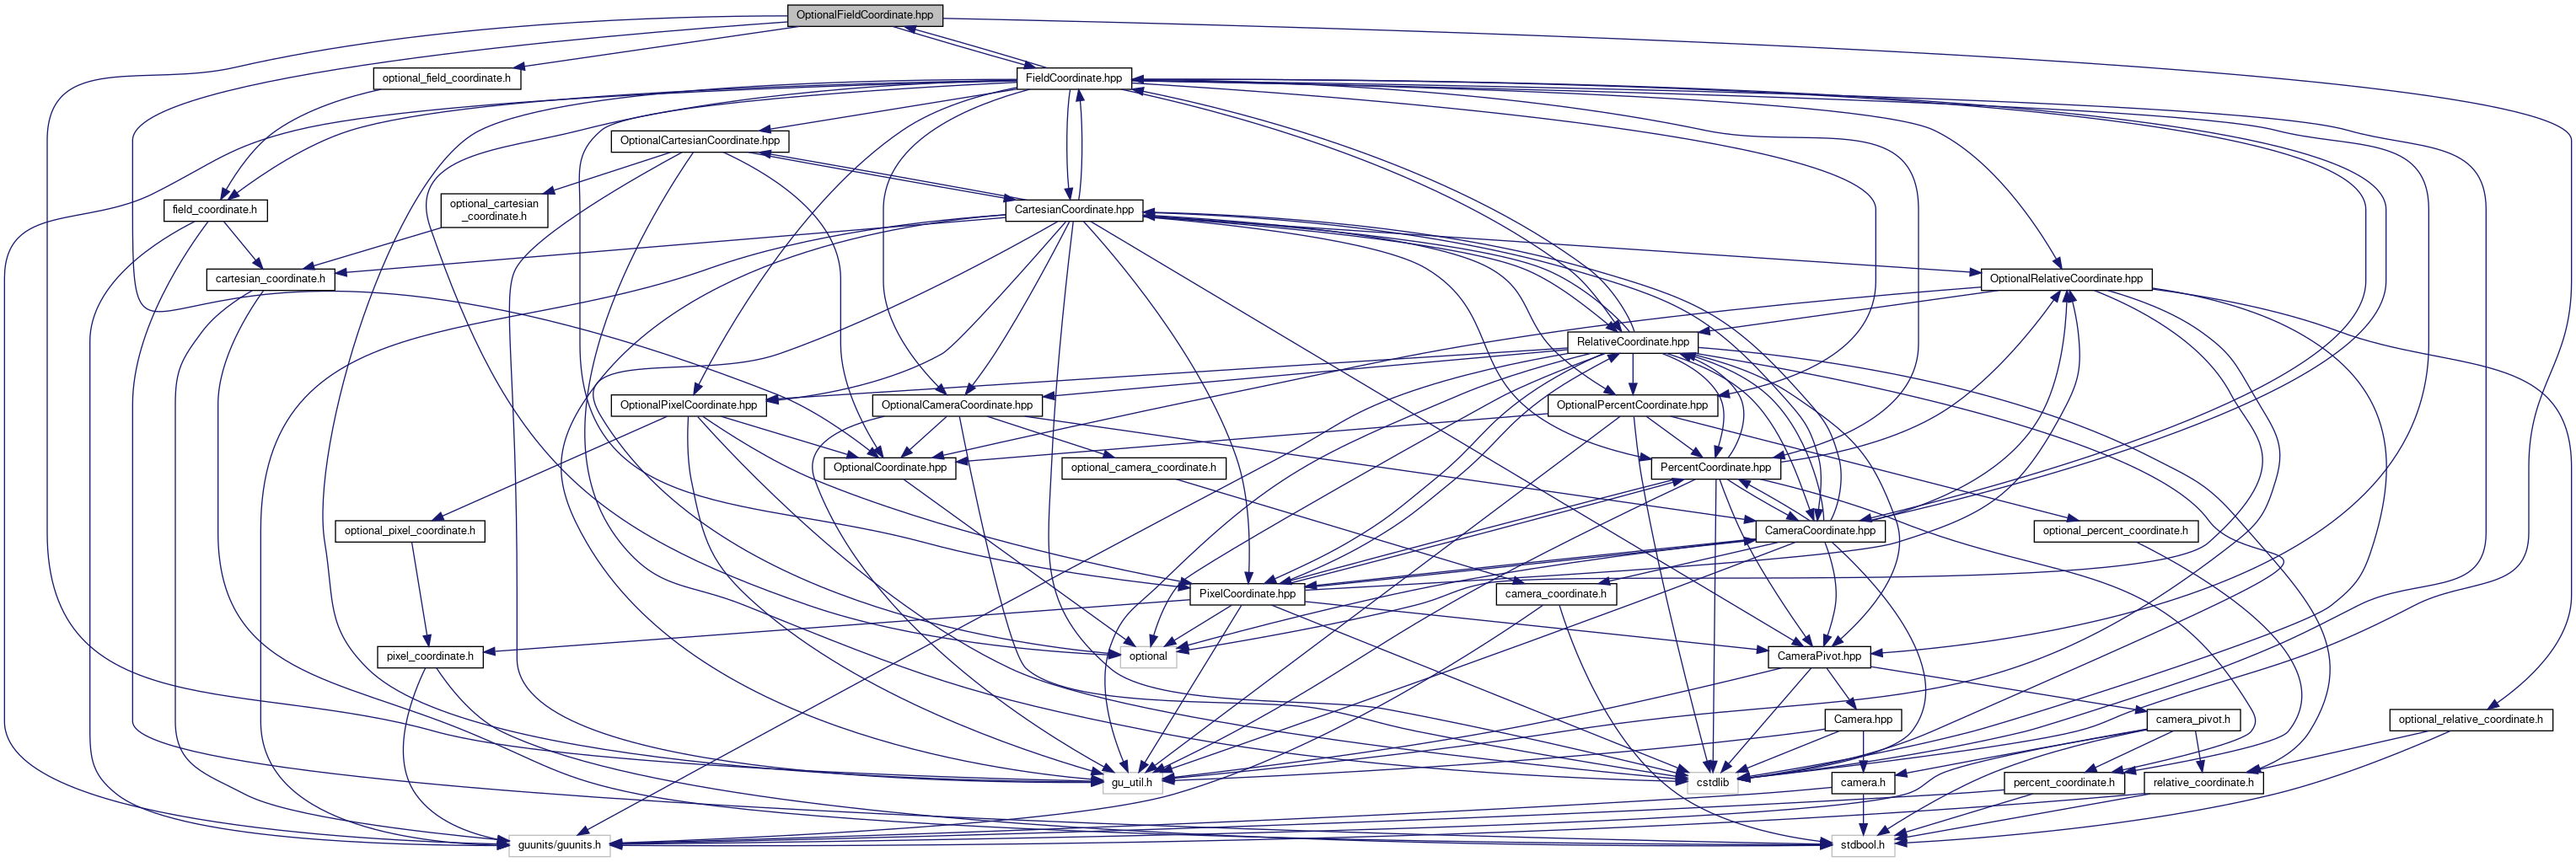 OptionalFieldCoordinate.hpp
optional_field_coordinate.h
FieldCoordinate.hpp
OptionalCartesianCoordinate.hpp
optional_cartesian
_coordinate.h
field_coordinate.h
CartesianCoordinate.hpp
cartesian_coordinate.h
OptionalRelativeCoordinate.hpp
RelativeCoordinate.hpp
OptionalPixelCoordinate.hpp
OptionalCameraCoordinate.hpp
OptionalPercentCoordinate.hpp
OptionalCoordinate.hpp
optional_camera_coordinate.h
PercentCoordinate.hpp
optional_pixel_coordinate.h
CameraCoordinate.hpp
optional_percent_coordinate.h
PixelCoordinate.hpp
camera_coordinate.h
pixel_coordinate.h
optional
CameraPivot.hpp
Camera.hpp
camera_pivot.h
optional_relative_coordinate.h
gu_util.h
cstdlib
camera.h
percent_coordinate.h
relative_coordinate.h
guunits/guunits.h
stdbool.h